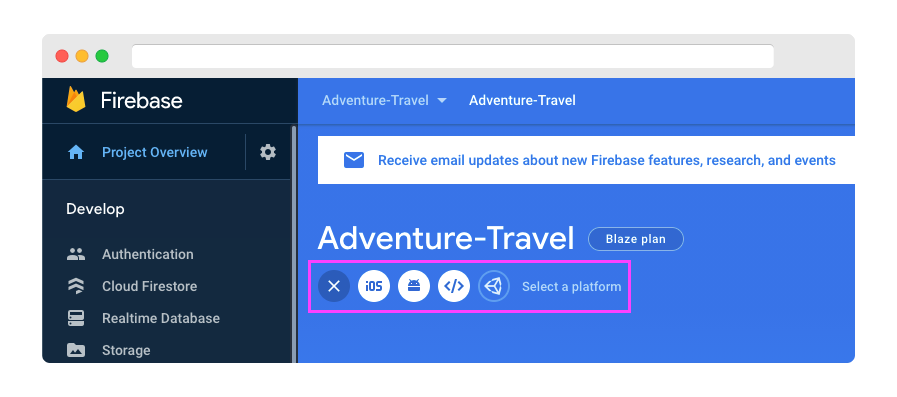 Firebase
Adventure-Travel Adventure-Travel
Project Overview
Receive email updates about new Firebase features, research, and events
Develop
Adventure-Travel Blaze plan
Authentication
iOS </> Select a platform
Cloud Firestore
Realtime Database
Storage